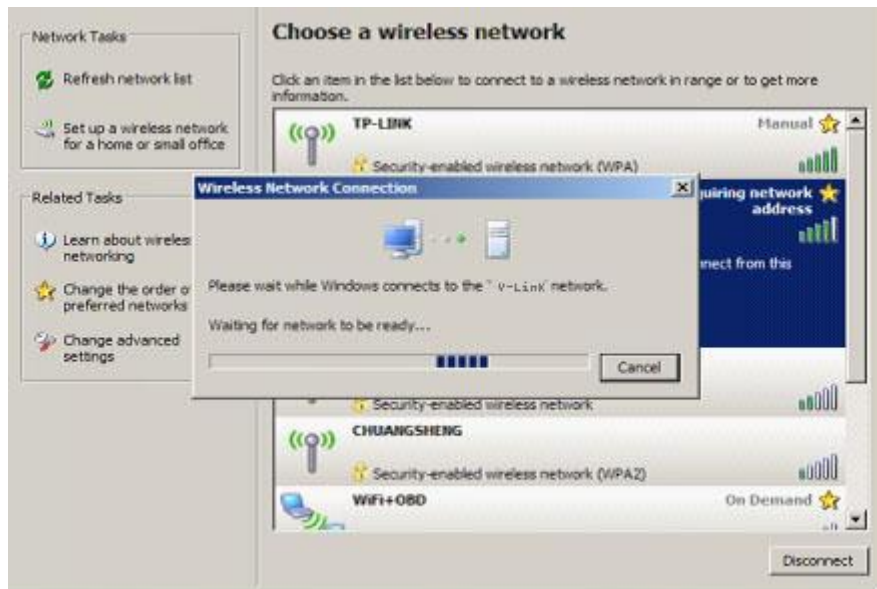 Network Tasks
Refresh network list
Set up a wireless network
for a home or small office
Related Tasks
Learn about wireles
networking
Change the order o
preferred networks
Change advanced
settings
Choose a wireless network
Click an item in the list below to connect to a wireless network in range or to get more
information.
TP-LINK
Manual
Security-enabled wireless network (WPA)
quiring network
address
nnect from this
Wireless Network Connection
Please wait while Windows connects to the 'V-Link' network.
Waiting for network to be ready...
Cancel
Security-enabled wireless network
CHUANGSHENG
Security-enabled wireless network (WPA2)
WiFi+OBD
On Demand
Disconnect